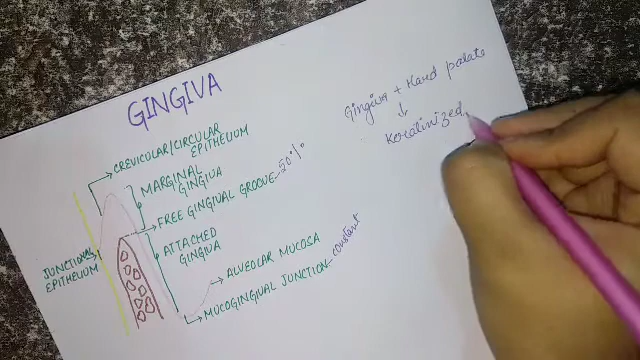 GINGIVA
Gingiva + Hard palate
↓
Keratinized
CREVICULAR/CIRCULAR
EPITHELIUM
MARGINAL
GINGIVA
FREE GINGIVAL GROOVE - 50%
ATTACHED
GINGIVA
JUNCTIONAL
EPITHELIUM
ALVEOLAR MUCOSA
MUCOGINGIVAL JUNCTION - constant